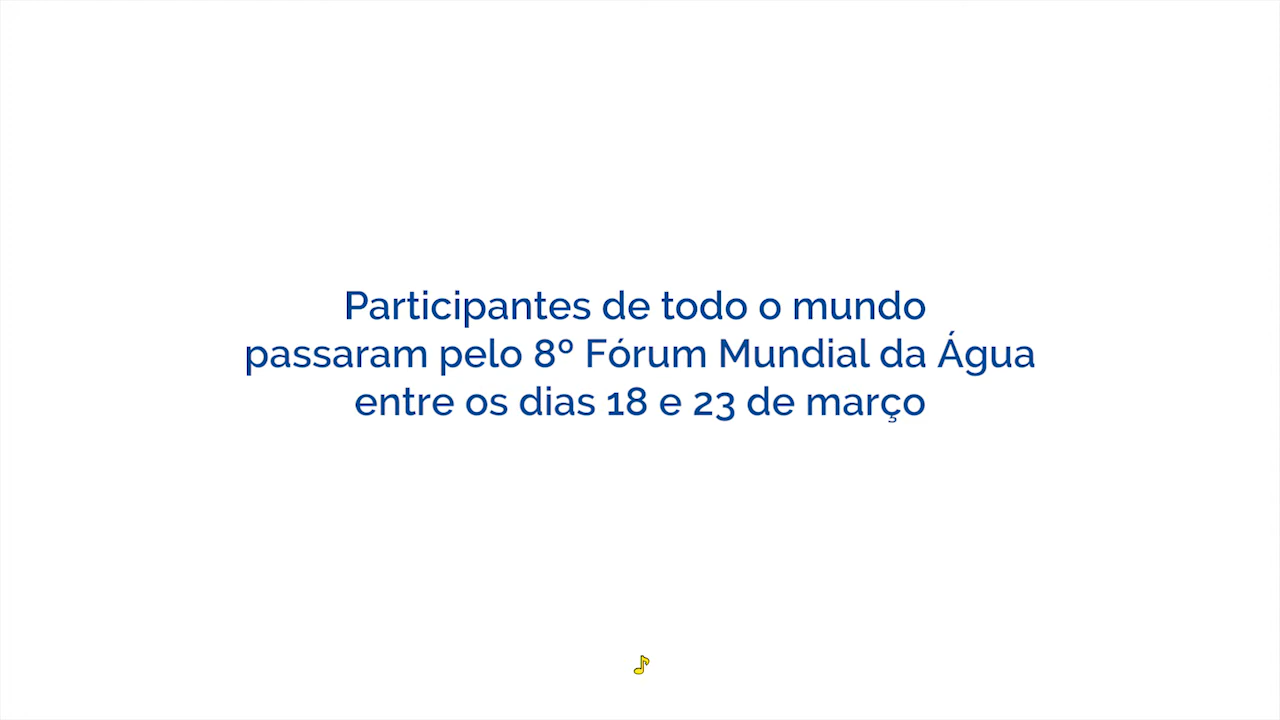 Participantes de todo o mundo
passaram pelo 8º Fórum Mundial da Água
entre os dias 18 e 23 de março
♪